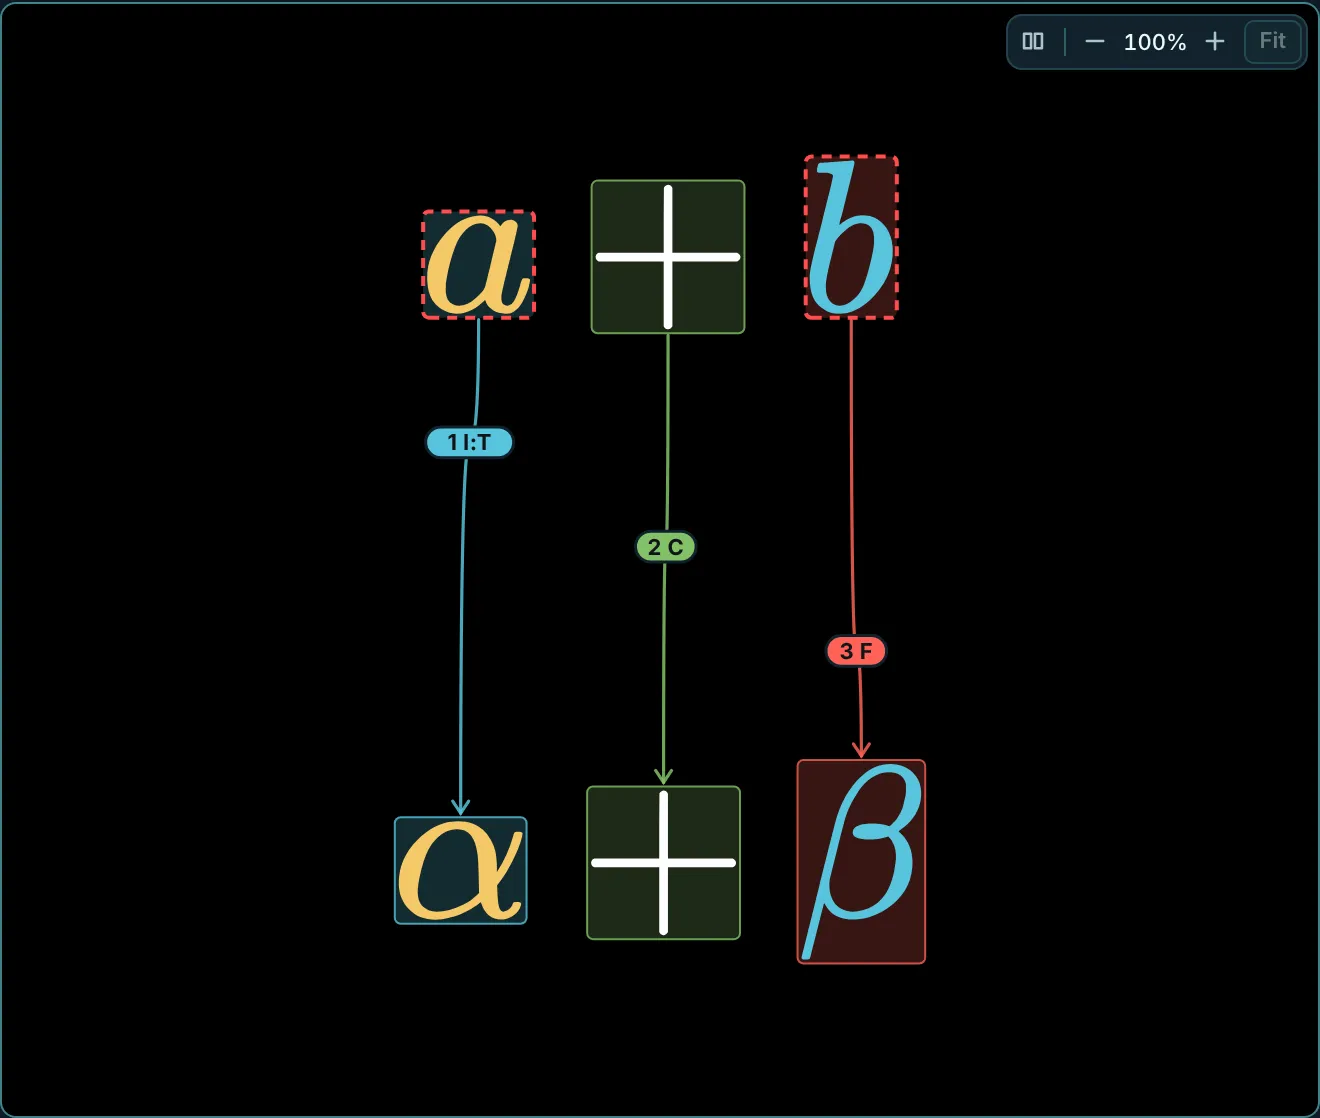 100% Fit
a + b
1 I:T
2 C
3 F
α + β